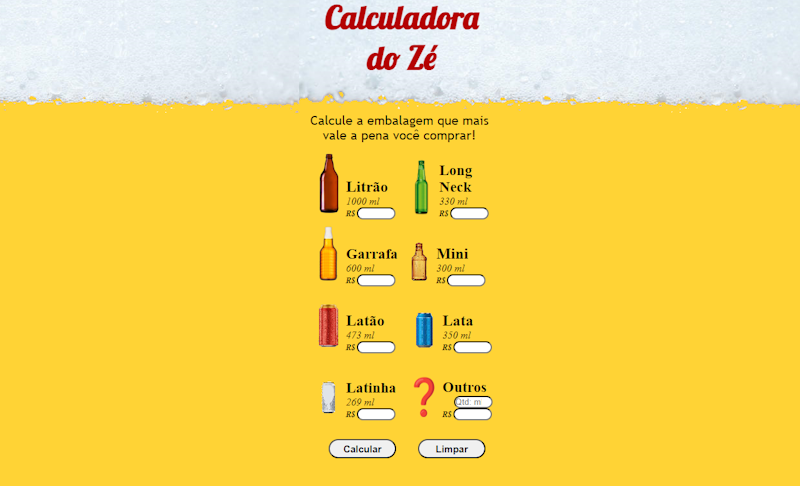 Calculadora
do Zé
Calcule a embalagem que mais
vale a pena você comprar!
Litrão
1000 ml
R$
Long
Neck
330 ml
R$
Garrafa
600 ml
R$
Mini
300 ml
R$
Latão
473 ml
R$
Lata
350 ml
R$
Latinha
269 ml
R$
Outros
Qtd: m
R$
Calcular
Limpar